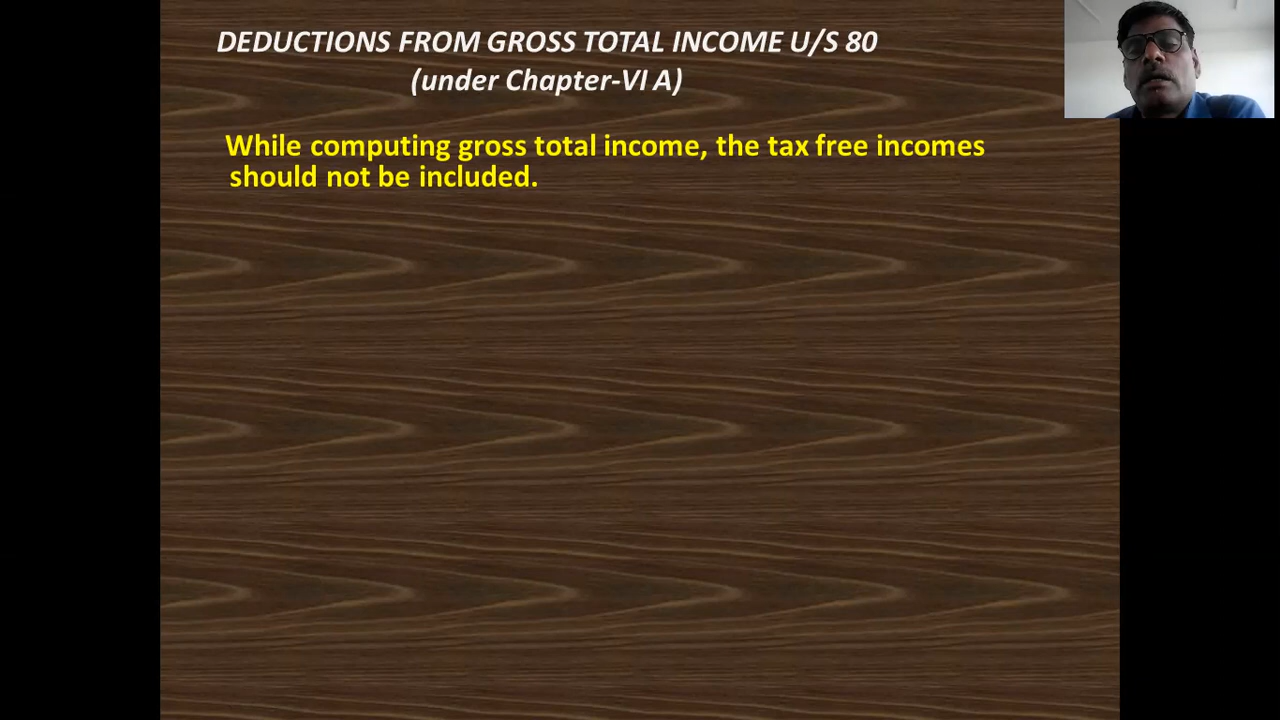 DEDUCTIONS FROM GROSS TOTAL INCOME U/S 80
(under Chapter-VI A)
While computing gross total income, the tax free incomes
should not be included.